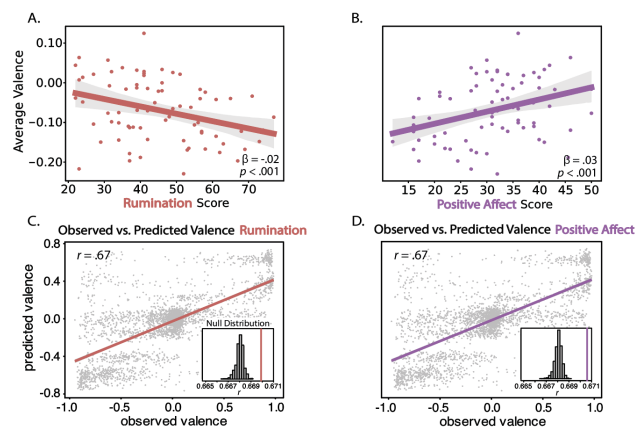 A.
B.
Average Valence
0.10
0.00
-0.10
-0.20
β = -.02
p < .001
20 30 40 50 60 70
Rumination Score
β = .03
p < .001
15 20 25 30 35 40 45 50
Positive Affect Score
C.
Observed vs. Predicted Valence Rumination
predicted valence
0.8
0.4
0.0
-0.4
-0.8
r = .67
Null Distribution
0.665 0.667 0.669 0.671
r
-1.0 -0.5 0.0 0.5 1.0
observed valence
D.
Observed vs. Predicted Valence Positive Affect
r = .67
0.665 0.667 0.669 0.671
r
-1.0 -0.5 0.0 0.5 1.0
observed valence